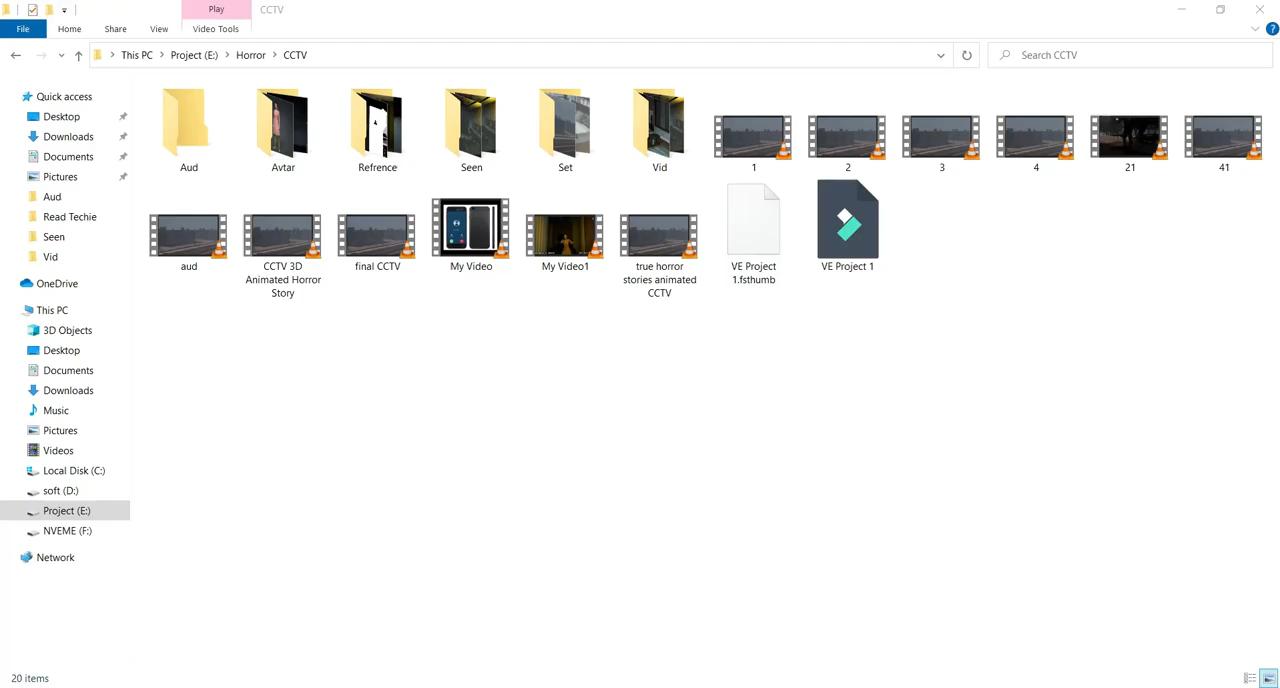 Play
CCTV
File
Home
Share
View
Video Tools
This PC
Project (E:)
Horror
CCTV
Search CCTV
Quick access
Desktop
Downloads
Documents
Pictures
Aud
Read Techie
Seen
Vid
OneDrive
This PC
3D Objects
Desktop
Documents
Downloads
Music
Pictures
Videos
Local Disk (C:)
soft (D:)
Project (E:)
NVEME (F:)
Network
Aud
Avtar
Refrence
Seen
Set
Vid
1
2
3
4
21
41
aud
CCTV 3D
Animated Horror
Story
final CCTV
My Video
My Video1
true horror
stories animated
CCTV
VE Project
1.fsthumb
VE Project 1
20 items